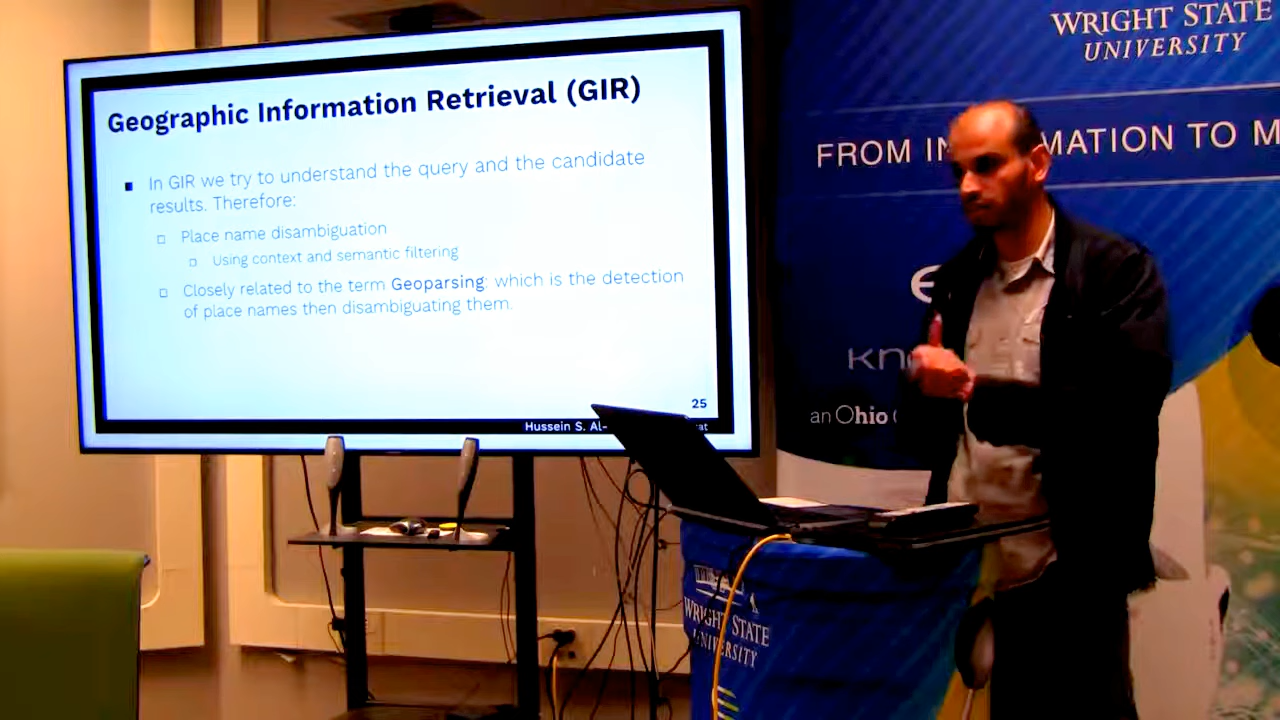 Geographic Information Retrieval (GIR)
In GIR we try to understand the query and the candidate
results. Therefore:
Place name disambiguation
Using context and semantic filtering
Closely related to the term Geoparsing: which is the detection
of place names then disambiguating them.
25
Hussein S. Al-
WRIGHT STATE
UNIVERSITY
FROM IN MATION TO M
an Ohio
WRIGHT STATE
UNIVERSITY